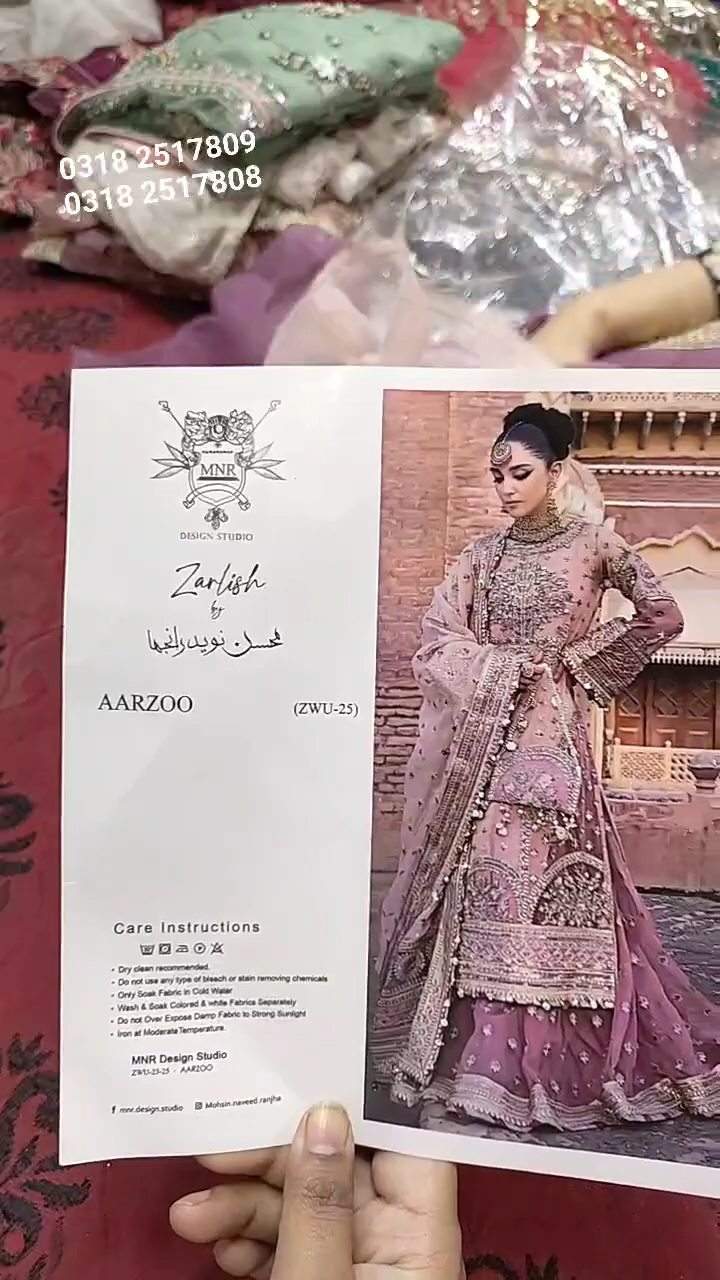 0318 2517809
0318 2517808
MNR
DESIGN STUDIO
Zarlish
by
محسن نوید رانجھا
AARZOO (ZWU-25)
Care Instructions
• Dry clean recommended.
• Do not use any type of bleach or stain removing chemicals
• Only Soak Fabric in Cold Water
• Wash & Soak Colored & white Fabrics Separately
• Do not Over Expose Damp Fabric to Strong Sunlight
• Iron at Moderate Temperature.
MNR Design Studio
ZWU-23-25 - AARZOO
mnr.design.studio Mohsin.naveed.ranjha